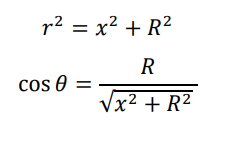 r² = x² + R²
cos θ = R / √(x² + R²)